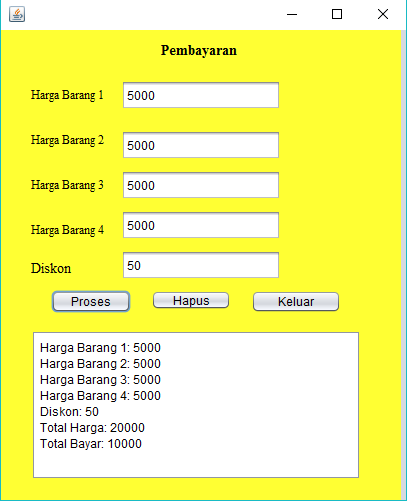 Pembayaran
Harga Barang 1 5000
Harga Barang 2 5000
Harga Barang 3 5000
Harga Barang 4 5000
Diskon 50
Proses Hapus Keluar
Harga Barang 1: 5000
Harga Barang 2: 5000
Harga Barang 3: 5000
Harga Barang 4: 5000
Diskon: 50
Total Harga: 20000
Total Bayar: 10000